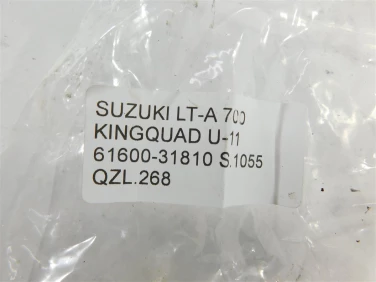 SUZUKI LT-A 700
KINGQUAD U-11
61600-31810 S.1055
QZL.268